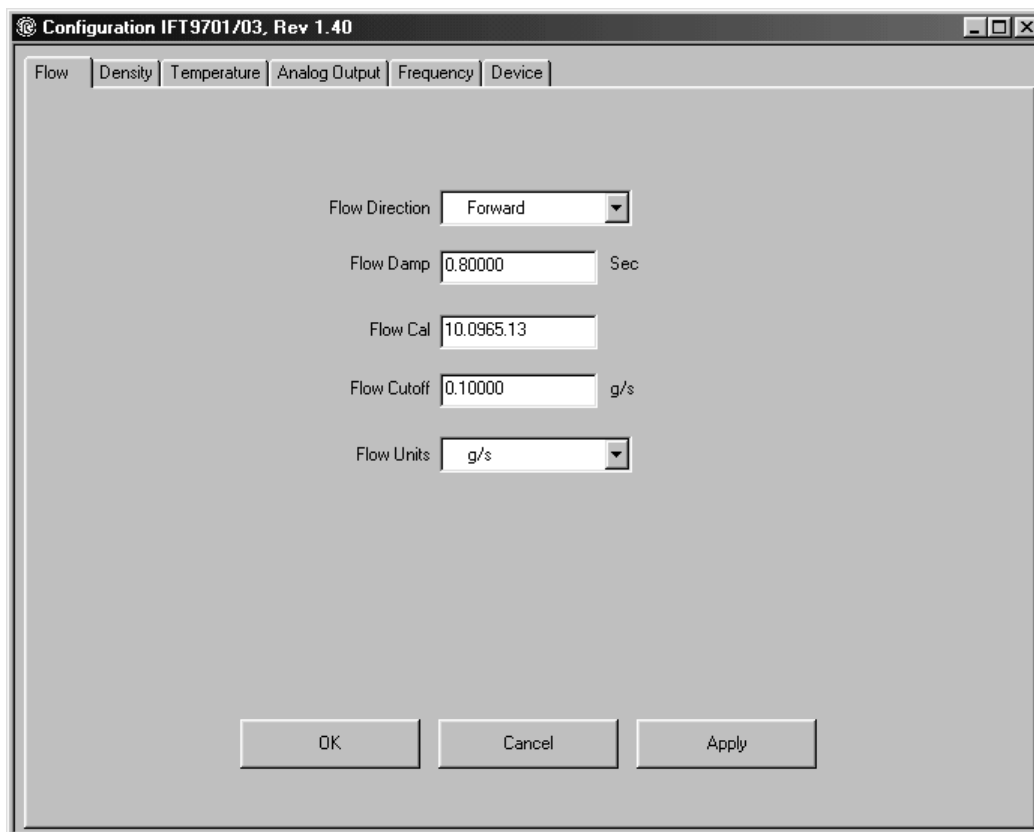 Configuration IFT9701/03, Rev 1.40
Flow Density Temperature Analog Output Frequency Device
Flow Direction Forward
Flow Damp 0.80000 Sec
Flow Cal 10.0965.13
Flow Cutoff 0.10000 g/s
Flow Units g/s
OK Cancel Apply